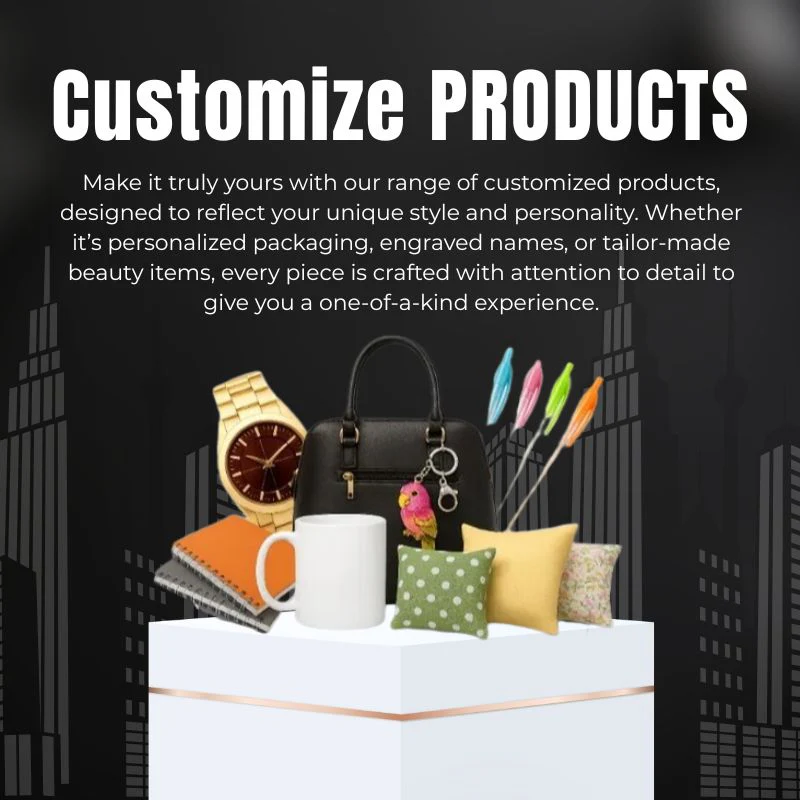 Customize PRODUCTS
Make it truly yours with our range of customized products,
designed to reflect your unique style and personality. Whether
it’s personalized packaging, engraved names, or tailor-made
beauty items, every piece is crafted with attention to detail to
give you a one-of-a-kind experience.